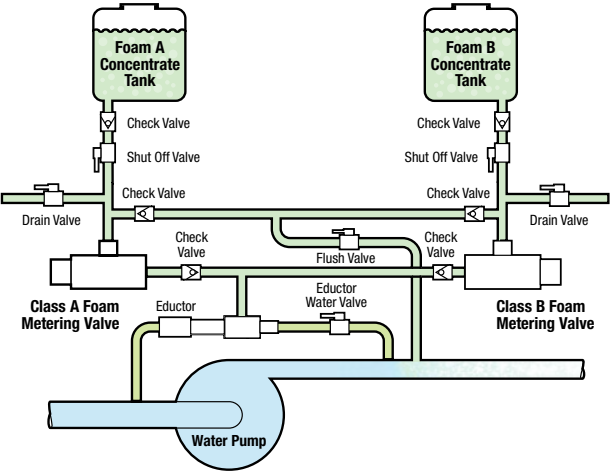 Foam A
Concentrate
Tank
Foam B
Concentrate
Tank
Check Valve
Check Valve
Shut Off Valve
Shut Off Valve
Check Valve
Check Valve
Drain Valve
Drain Valve
Check
Valve
Flush Valve
Check
Valve
Class A Foam
Metering Valve
Eductor
Eductor
Water Valve
Class B Foam
Metering Valve
Water Pump